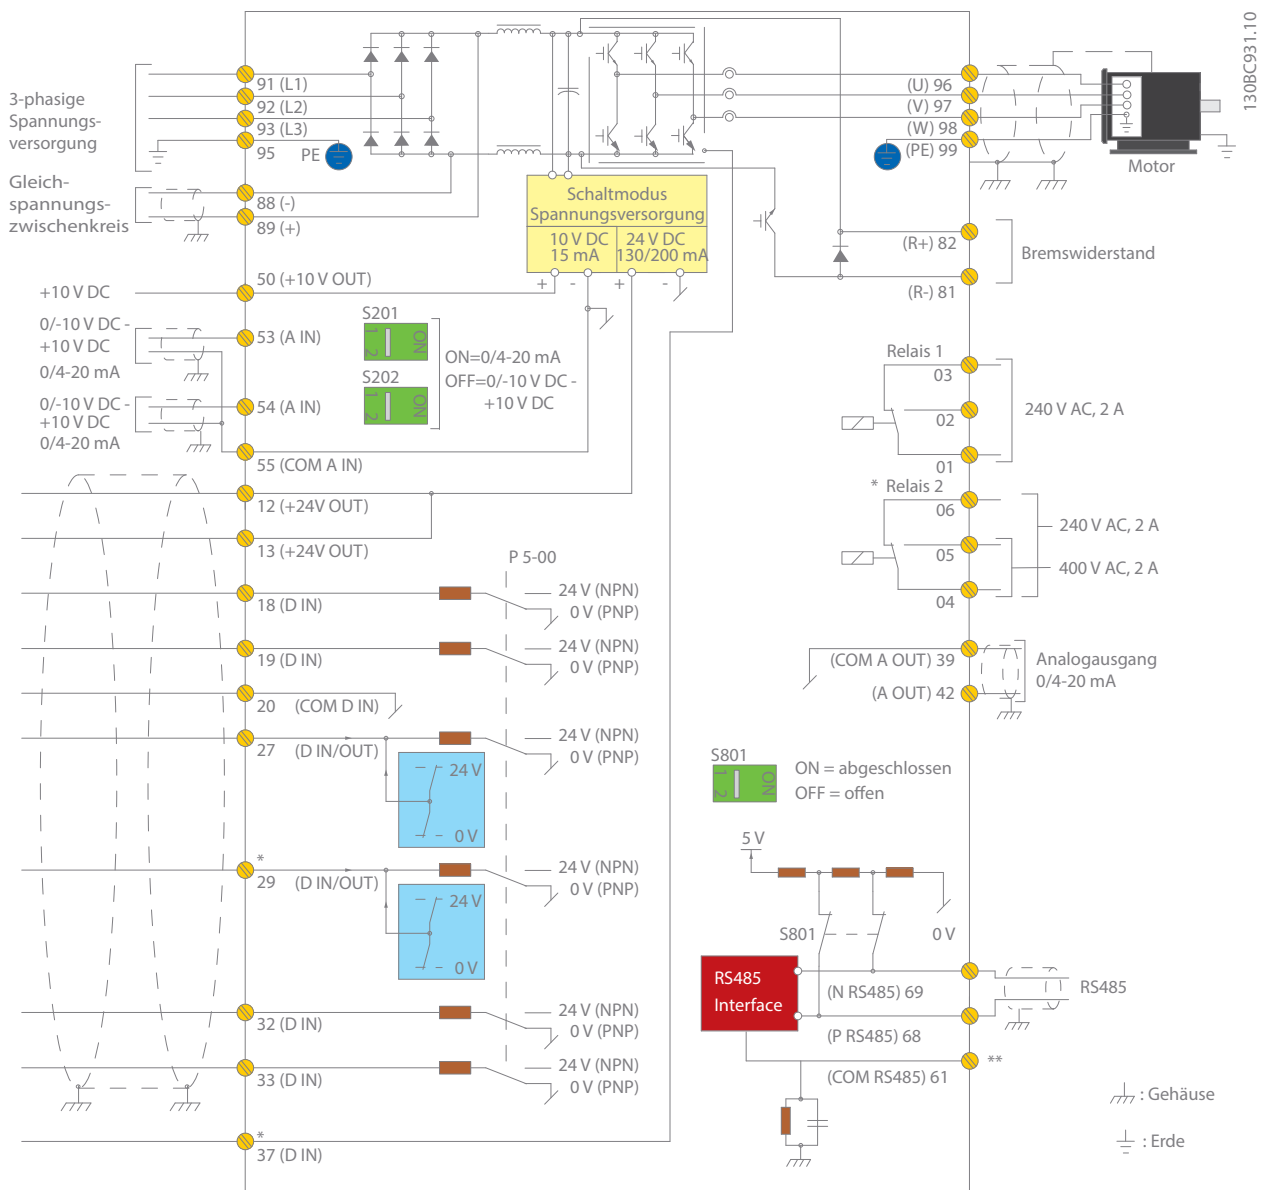 130BC931.10
3-phasige
Spannungs-
versorgung
91 (L1)
92 (L2)
93 (L3)
95
PE
Gleich-
spannungs-
zwischenkreis
88 (-)
89 (+)
Schaltmodus
Spannungsversorgung
10 V DC
15 mA
24 V DC
130/200 mA
+ - + -
(U) 96
(V) 97
(W) 98
(PE) 99
Motor
(R+) 82
(R-) 81
Bremswiderstand
+10 V DC
50 (+10 V OUT)
0/-10 V DC -
+10 V DC
0/4-20 mA
53 (A IN)
0/-10 V DC -
+10 V DC
0/4-20 mA
54 (A IN)
55 (COM A IN)
S201
1 2 ON
S202
1 2 ON
ON=0/4-20 mA
OFF=0/-10 V DC -
+10 V DC
Relais 1
03
02
01
240 V AC, 2 A
* Relais 2
06
05
04
240 V AC, 2 A
400 V AC, 2 A
12 (+24V OUT)
13 (+24V OUT)
P 5-00
18 (D IN)
24 V (NPN)
0 V (PNP)
19 (D IN)
24 V (NPN)
0 V (PNP)
20 (COM D IN)
27 (D IN/OUT)
24 V (NPN)
0 V (PNP)
24 V
0 V
*
29 (D IN/OUT)
24 V (NPN)
0 V (PNP)
24 V
0 V
32 (D IN)
24 V (NPN)
0 V (PNP)
33 (D IN)
24 V (NPN)
0 V (PNP)
*
37 (D IN)
(COM A OUT) 39
(A OUT) 42
Analogausgang
0/4-20 mA
S801
1 2 ON
ON = abgeschlossen
OFF = offen
5 V
S801
0 V
RS485
Interface
(N RS485) 69
(P RS485) 68
(COM RS485) 61
RS485
**
: Gehäuse
: Erde